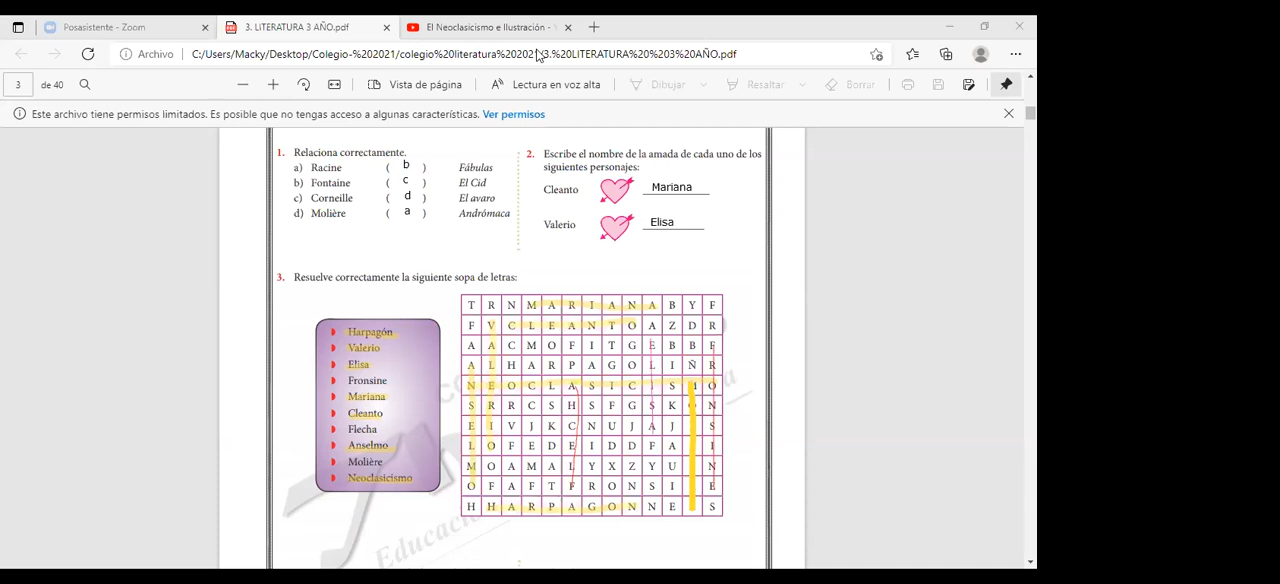 Posasistente - Zoom
3. LITERATURA 3 AÑO.pdf
El Neoclasicismo e Ilustración -
Archivo
C:/Users/Macky/Desktop/Colegio-%202021/colegio%20literatura%202021/3.%20LITERATURA%20%203%20AÑO.pdf
3 de 40
Vista de página
Lectura en voz alta
Dibujar
Resaltar
Borrar
Este archivo tiene permisos limitados. Es posible que no tengas acceso a algunas características. Ver permisos
1. Relaciona correctamente.
a) Racine ( b ) Fábulas
b) Fontaine ( c ) El Cid
c) Corneille ( d ) El avaro
d) Molière ( a ) Andrómaca
2. Escribe el nombre de la amada de cada uno de los
siguientes personajes:
Cleanto Mariana
Valerio Elisa
3. Resuelve correctamente la siguiente sopa de letras:
Harpagón
Valerio
Elisa
Fronsine
Mariana
Cleanto
Flecha
Anselmo
Molière
Neoclasicismo
T R N M A R I A N A B Y F
F V C L E A N T O A Z D R
A A C M O F I T G E B B F
A L H A R P A G O L I Ñ R
N E O C L A S I C I S M O
S R R C S H S F G S K O N
E I V J K C N U J A J S
L O F E D E I D D F A I
M O A M A L Y X Z Y U N
O F A F T F R O N S I E
H H A R P A G O N N E S
Educació